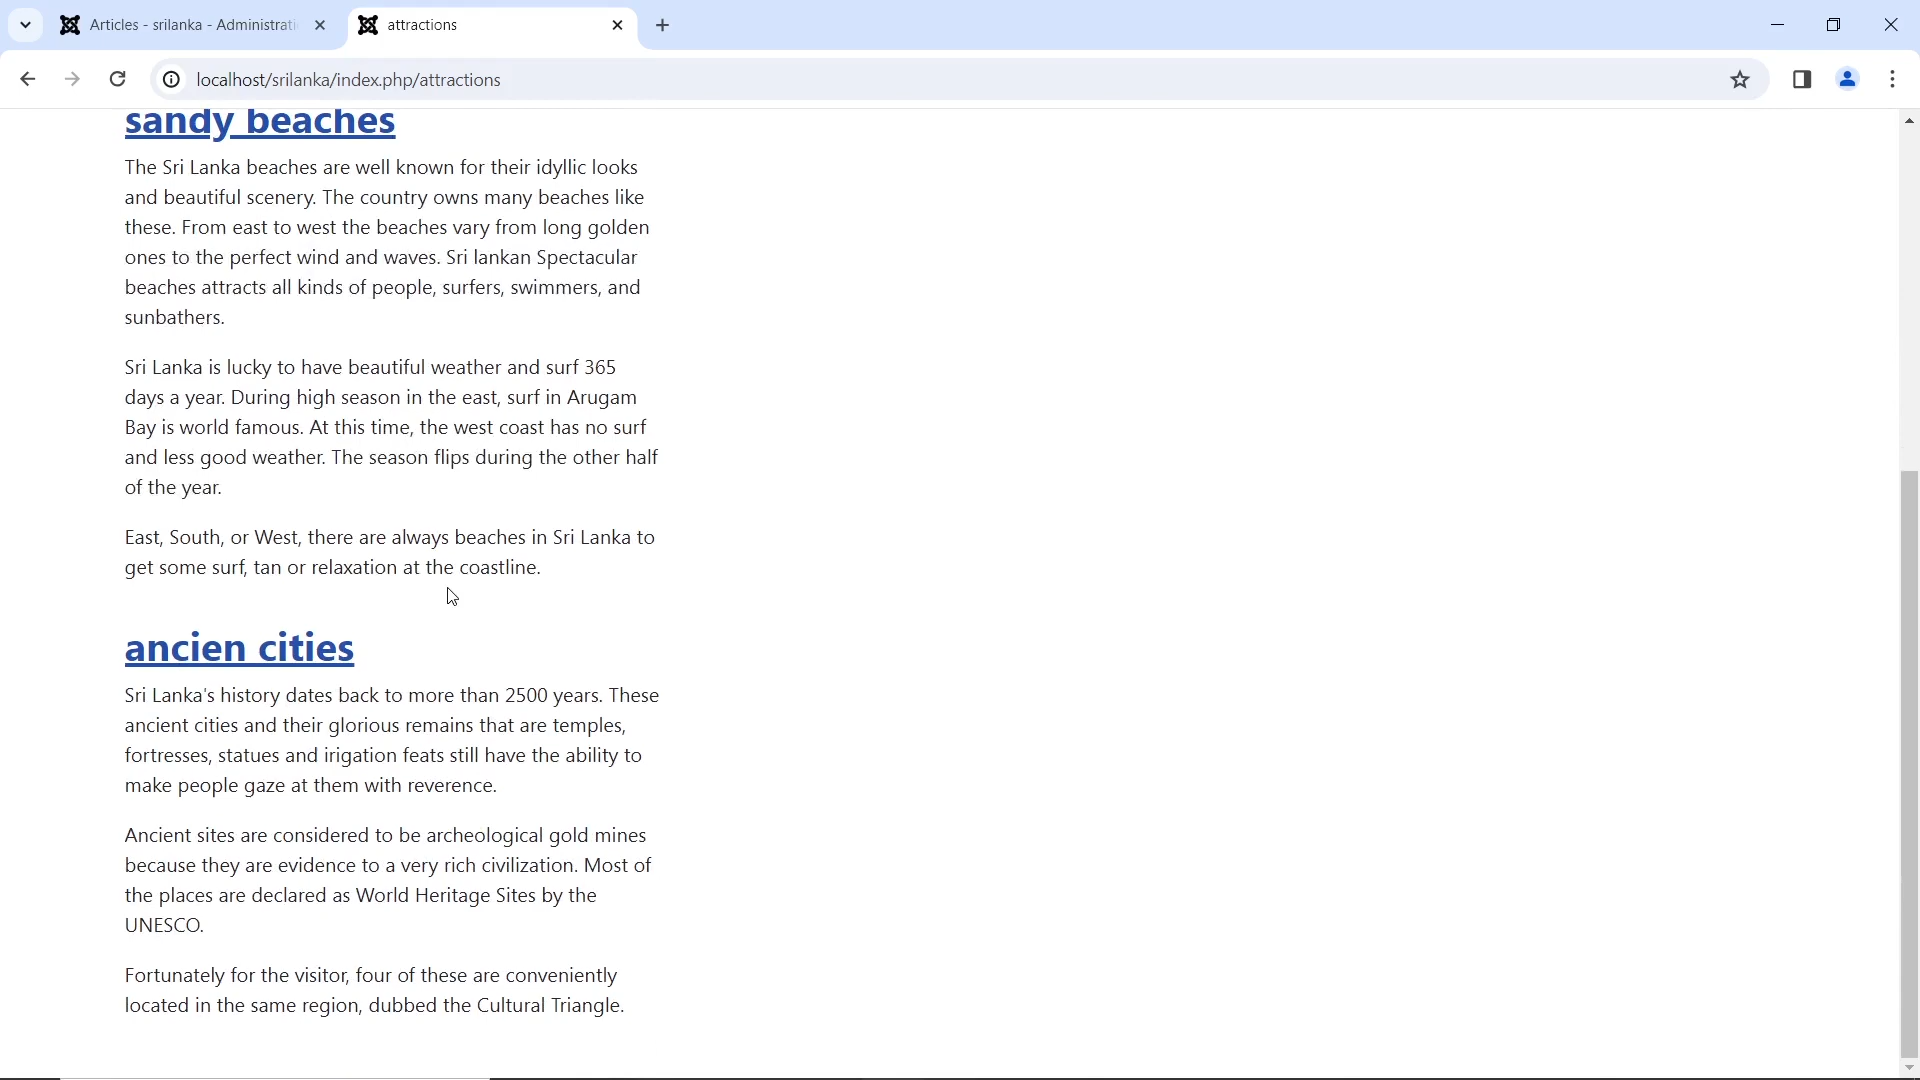 Articles - srilanka - Administrati
attractions
localhost/srilanka/index.php/attractions
sandy beaches
The Sri Lanka beaches are well known for their idyllic looks
and beautiful scenery. The country owns many beaches like
these. From east to west the beaches vary from long golden
ones to the perfect wind and waves. Sri lankan Spectacular
beaches attracts all kinds of people, surfers, swimmers, and
sunbathers.
Sri Lanka is lucky to have beautiful weather and surf 365
days a year. During high season in the east, surf in Arugam
Bay is world famous. At this time, the west coast has no surf
and less good weather. The season flips during the other half
of the year.
East, South, or West, there are always beaches in Sri Lanka to
get some surf, tan or relaxation at the coastline.
ancien cities
Sri Lanka's history dates back to more than 2500 years. These
ancient cities and their glorious remains that are temples,
fortresses, statues and irigation feats still have the ability to
make people gaze at them with reverence.
Ancient sites are considered to be archeological gold mines
because they are evidence to a very rich civilization. Most of
the places are declared as World Heritage Sites by the
UNESCO.
Fortunately for the visitor, four of these are conveniently
located in the same region, dubbed the Cultural Triangle.